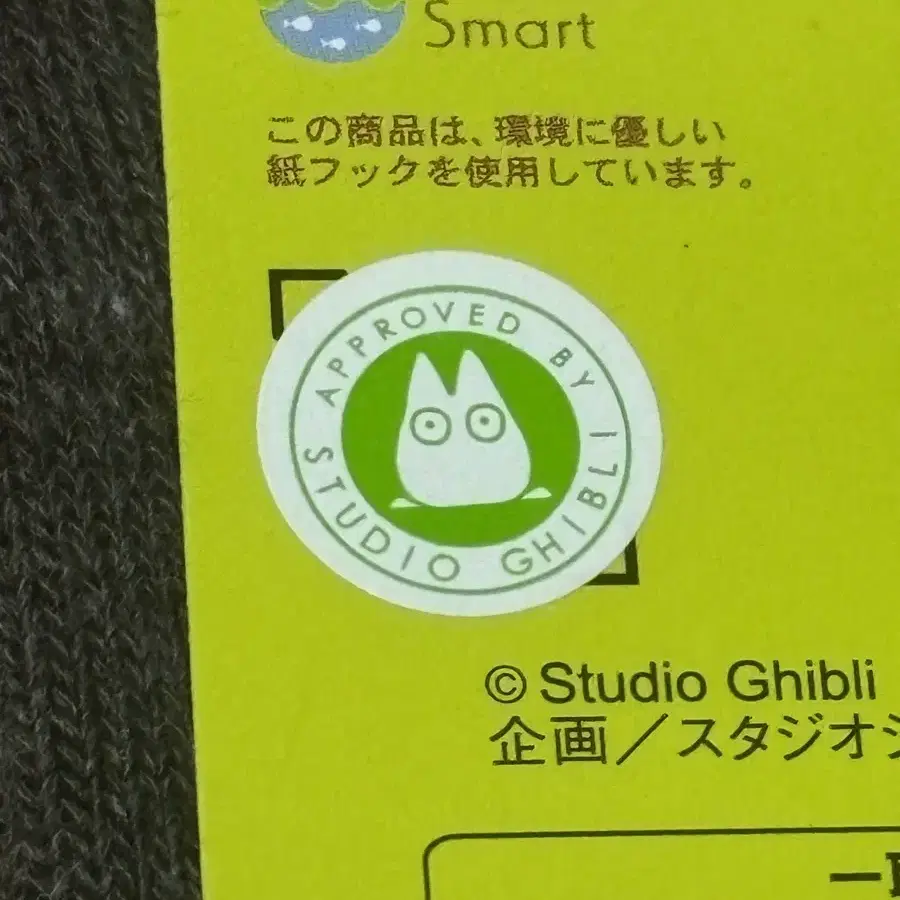 Smart
この商品は、環境に優しい
紙フックを使用しています。
APPROVED BY
STUDIO GHIBLI
© Studio Ghibli
企画／スタジオジ